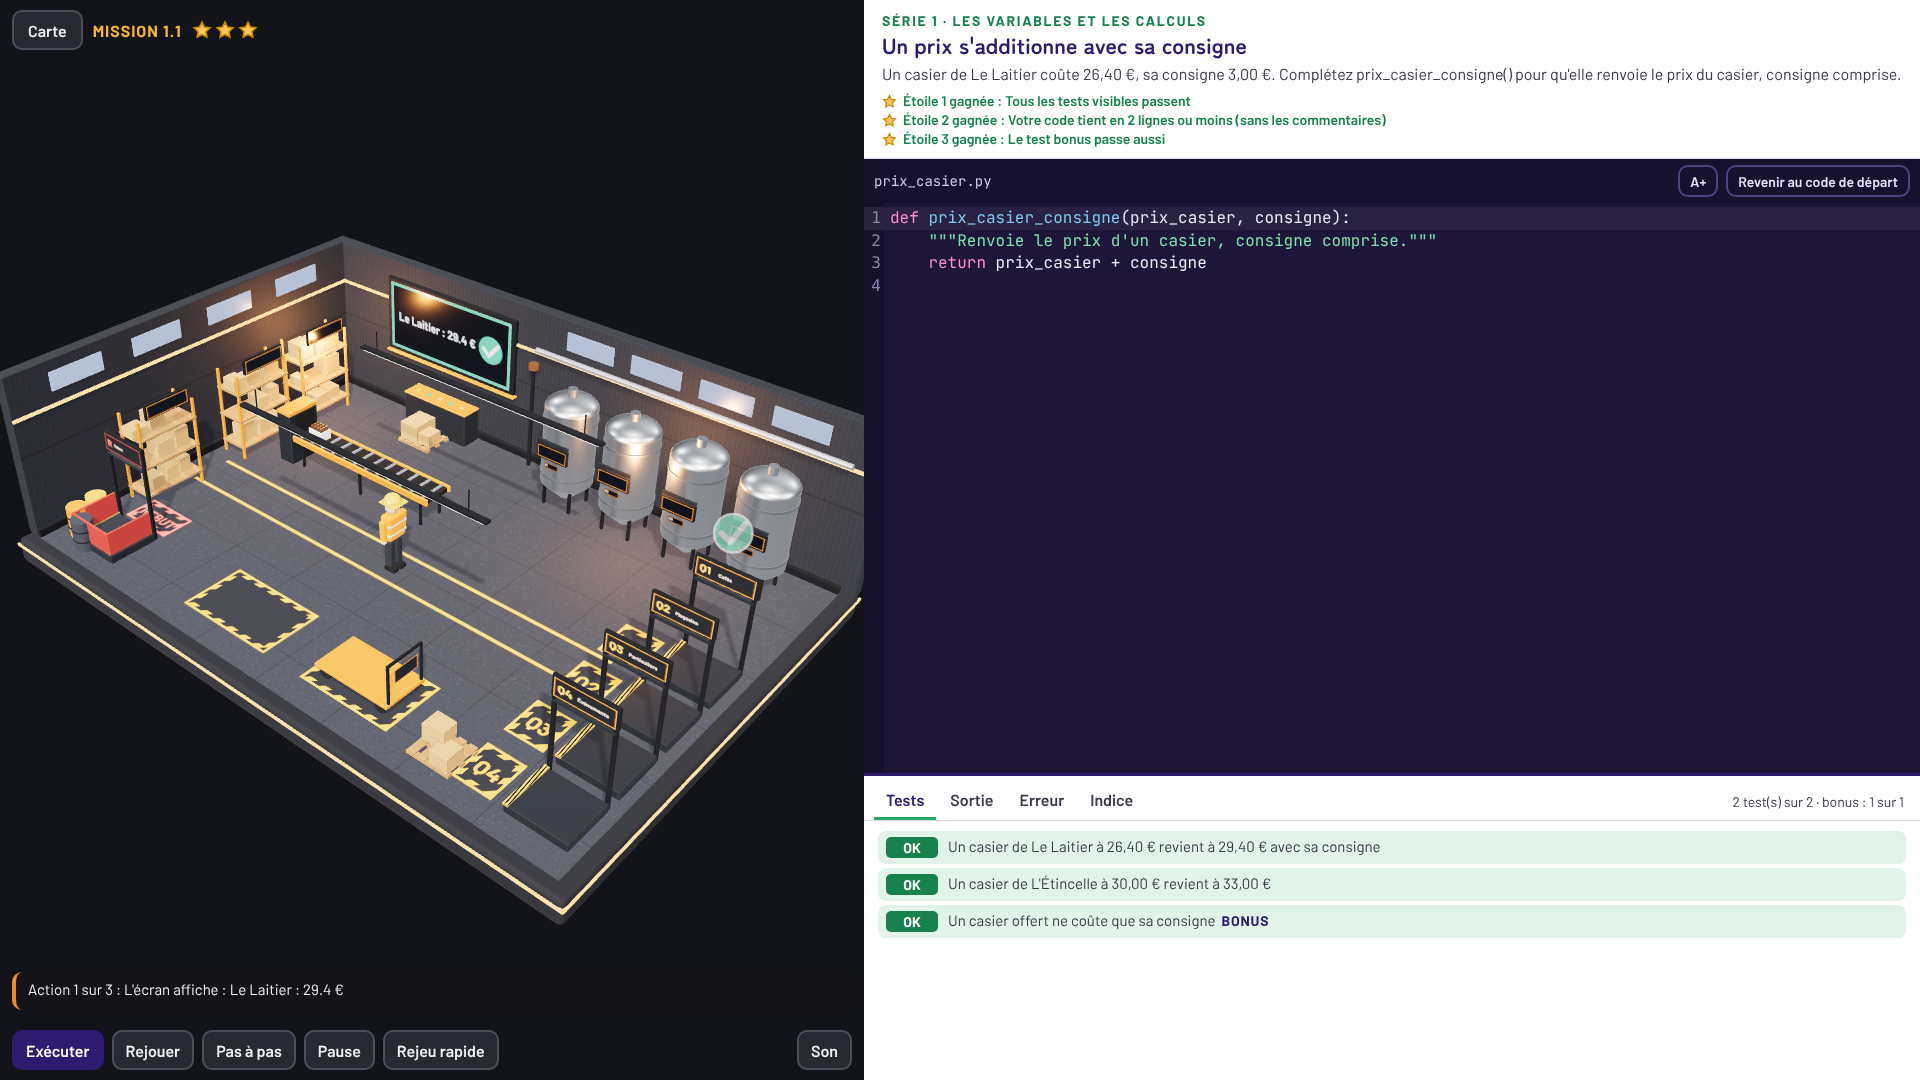 Carte
MISSION 1.1
SÉRIE 1 · LES VARIABLES ET LES CALCULS
Un prix s'additionne avec sa consigne
Un casier de Le Laitier coûte 26,40 €, sa consigne 3,00 €. Complétez prix_casier_consigne() pour qu'elle renvoie le prix du casier, consigne comprise.
Étoile 1 gagnée : Tous les tests visibles passent
Étoile 2 gagnée : Votre code tient en 2 lignes ou moins (sans les commentaires)
Étoile 3 gagnée : Le test bonus passe aussi
prix_casier.py
A+
Revenir au code de départ
1 def prix_casier_consigne(prix_casier, consigne):
2 """Renvoie le prix d'un casier, consigne comprise."""
3 return prix_casier + consigne
4
Le Laitier : 29.4 €
01
02 Magasins
03 Particuliers
04
02
03
04
Tests
Sortie
Erreur
Indice
2 test(s) sur 2 · bonus : 1 sur 1
OK Un casier de Le Laitier à 26,40 € revient à 29,40 € avec sa consigne
OK Un casier de L'Étincelle à 30,00 € revient à 33,00 €
OK Un casier offert ne coûte que sa consigne BONUS
Action 1 sur 3 : L'écran affiche : Le Laitier : 29.4 €
Exécuter
Rejouer
Pas à pas
Pause
Rejeu rapide
Son